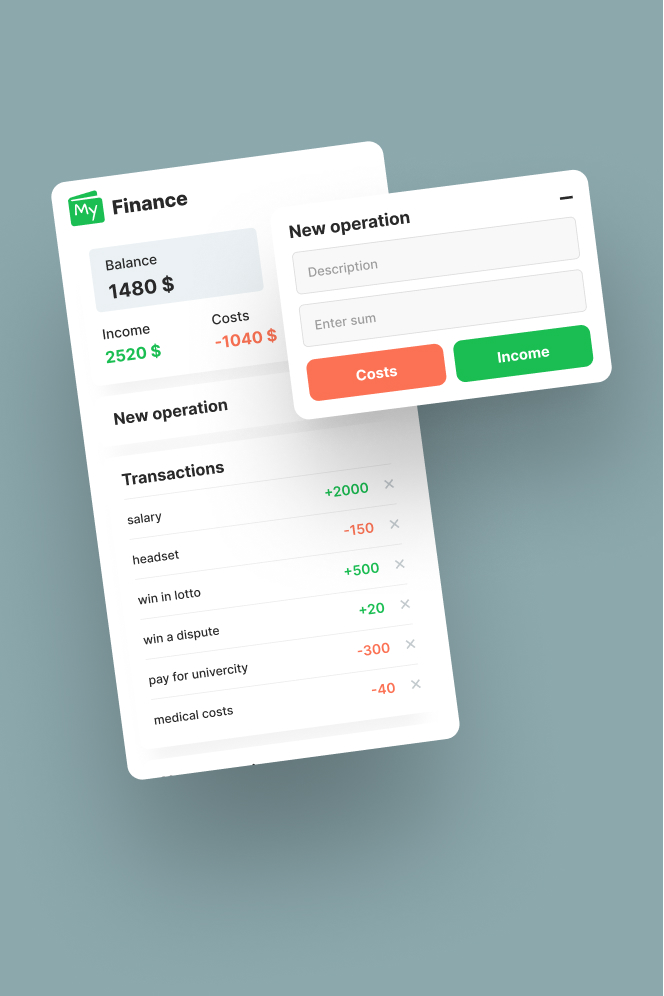 My Finance
Balance
1480 $
Income
2520 $
Costs
-1040 $
New operation
Transactions
salary +2000 ×
headset -150 ×
win in lotto +500 ×
win a dispute +20 ×
pay for univercity -300 ×
medical costs -40 ×
New operation
Description
Enter sum
Costs
Income